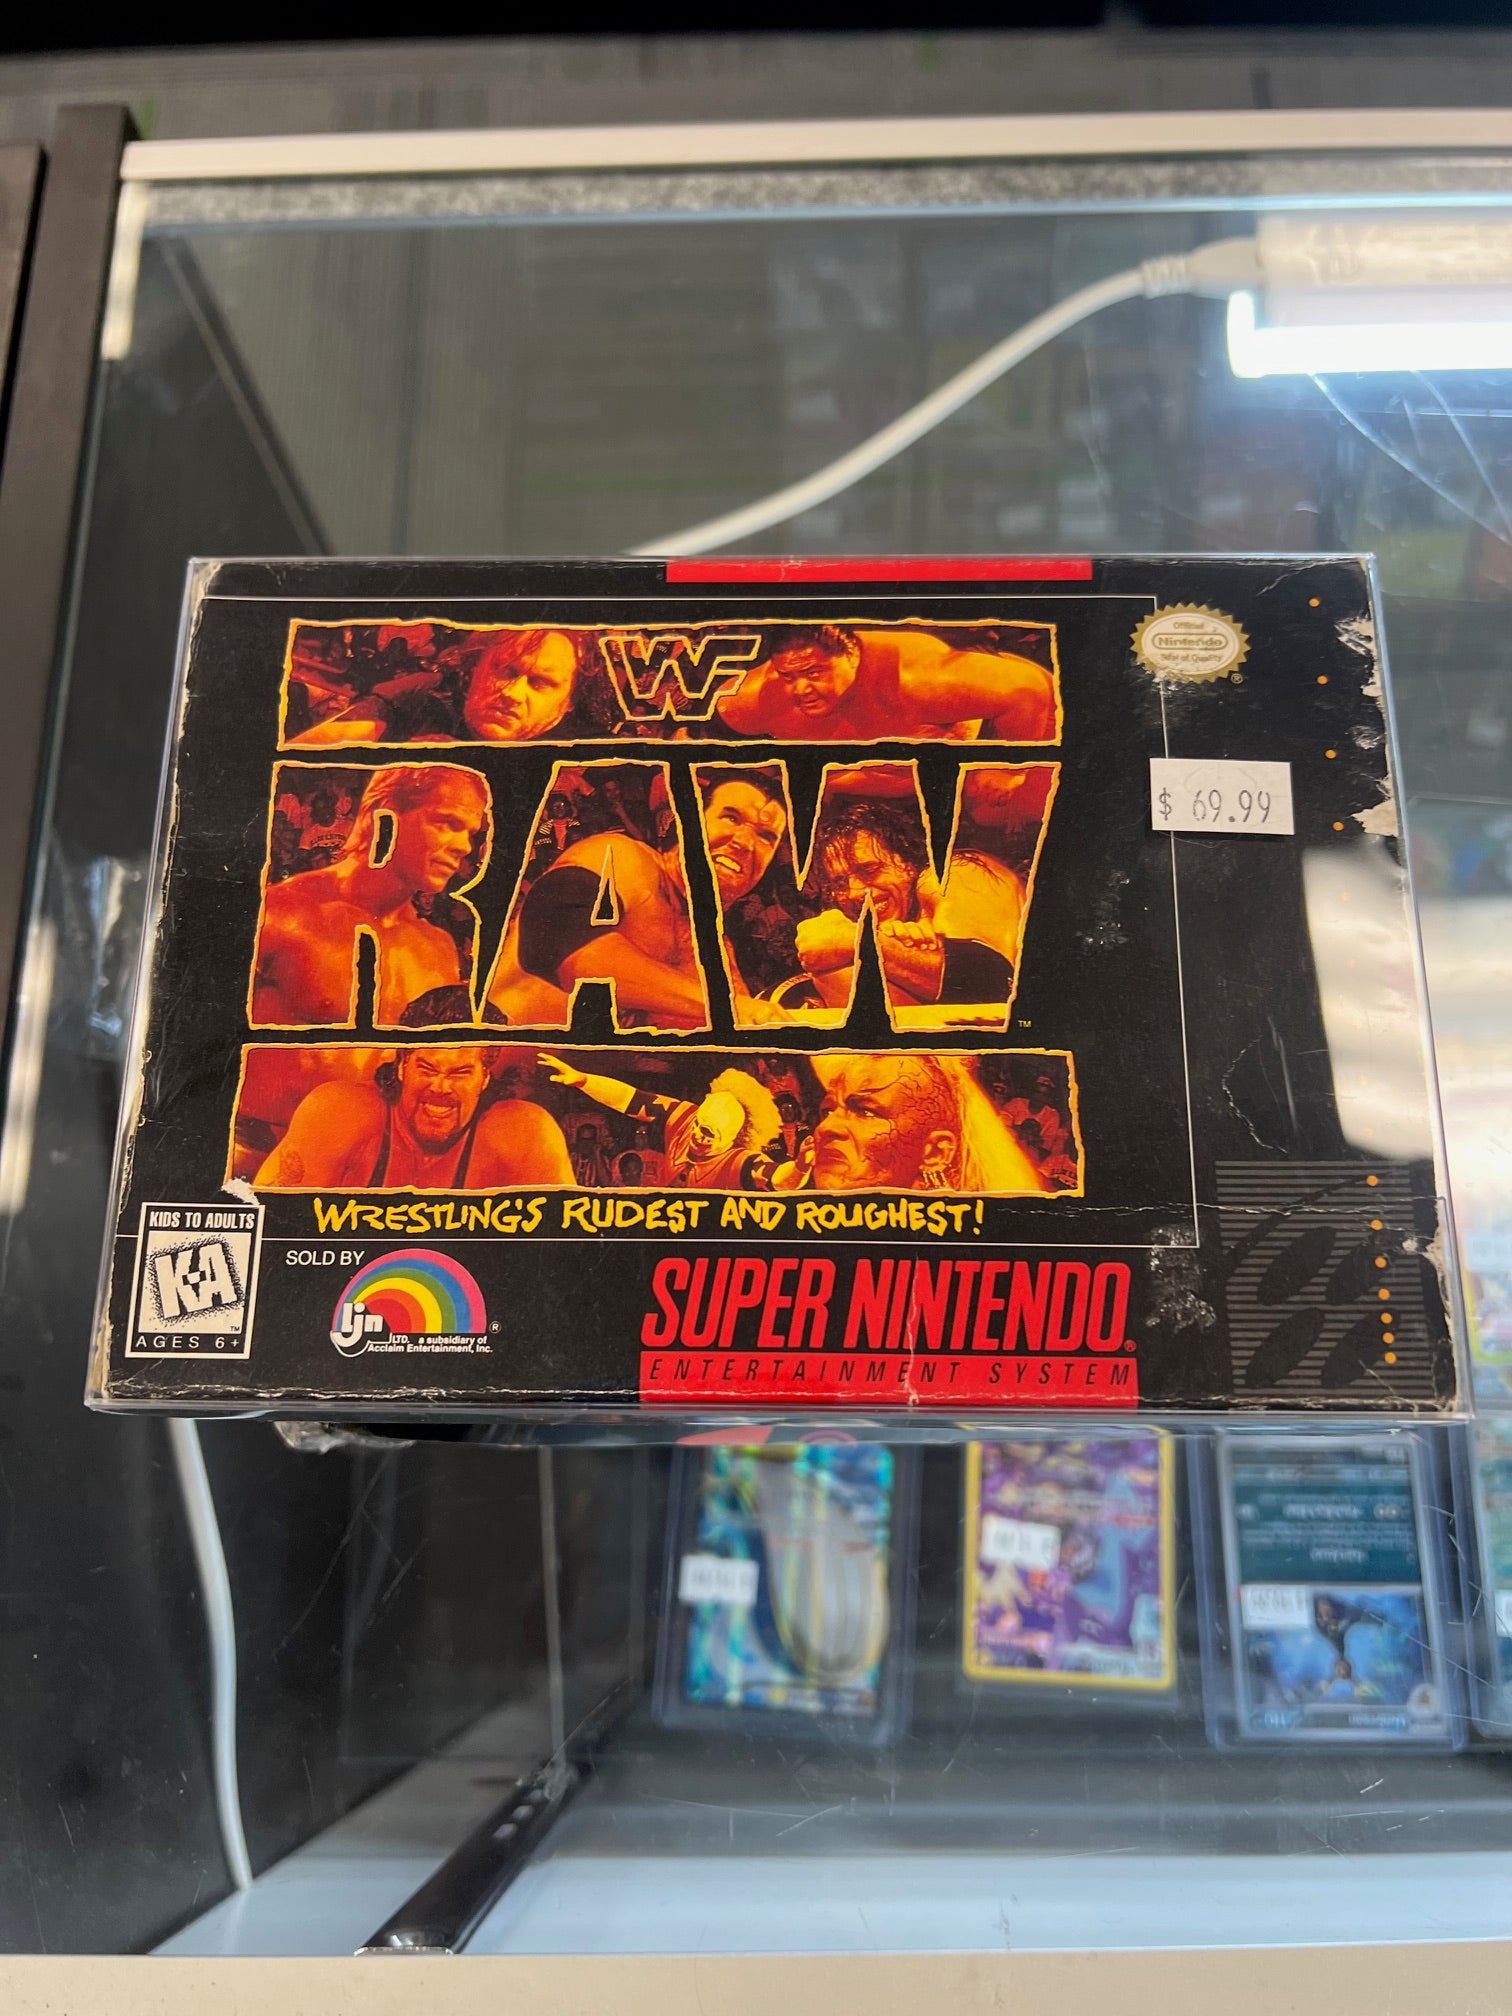 WF
Official
Nintendo
Seal of Quality
®
RAW
™
$ 69.99
WRESTLING'S RUDEST AND ROUGHEST!
KIDS TO ADULTS
K-A
™
AGES 6+
SOLD BY
Ljn
LTD. a subsidiary of
Acclaim Entertainment, Inc.
®
SUPER NINTENDO®
ENTERTAINMENT SYSTEM